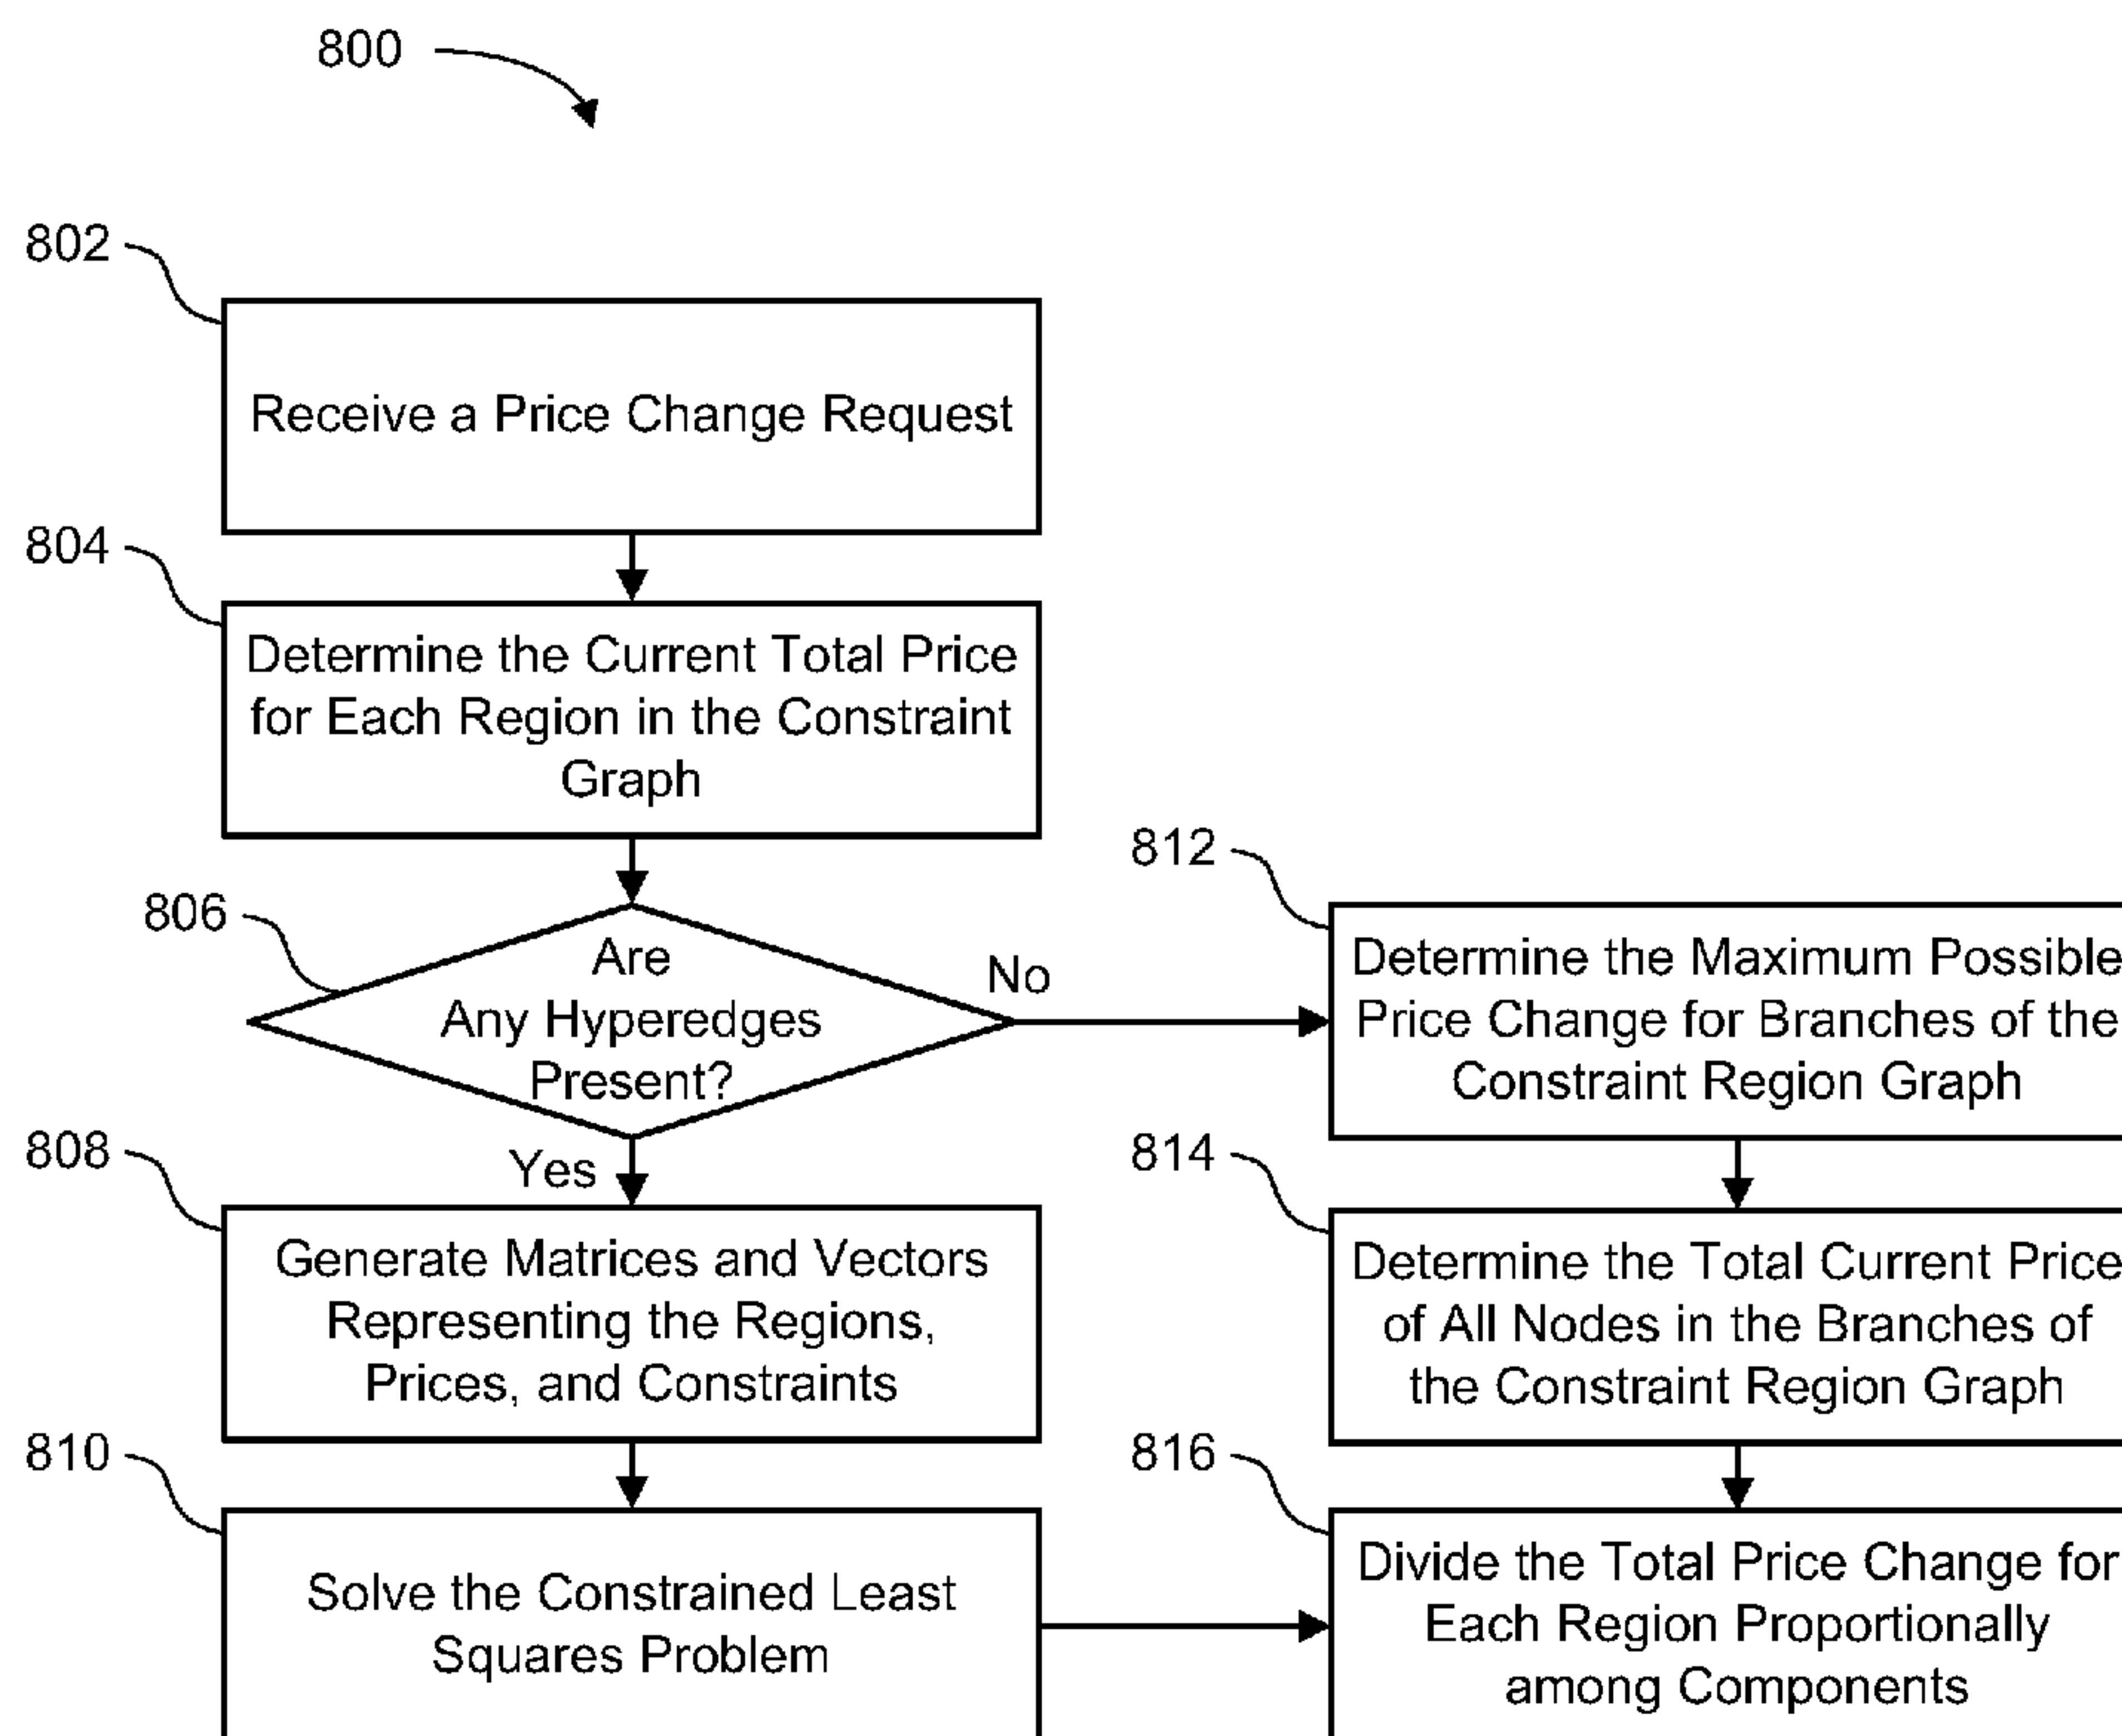 800
802
Receive a Price Change Request
804
Determine the Current Total Price
for Each Region in the Constraint
Graph
806
Are
Any Hyperedges
Present?
No
Yes
808
Generate Matrices and Vectors
Representing the Regions,
Prices, and Constraints
810
Solve the Constrained Least
Squares Problem
812
Determine the Maximum Possible
Price Change for Branches of the
Constraint Region Graph
814
Determine the Total Current Price
of All Nodes in the Branches of
the Constraint Region Graph
816
Divide the Total Price Change for
Each Region Proportionally
among Components